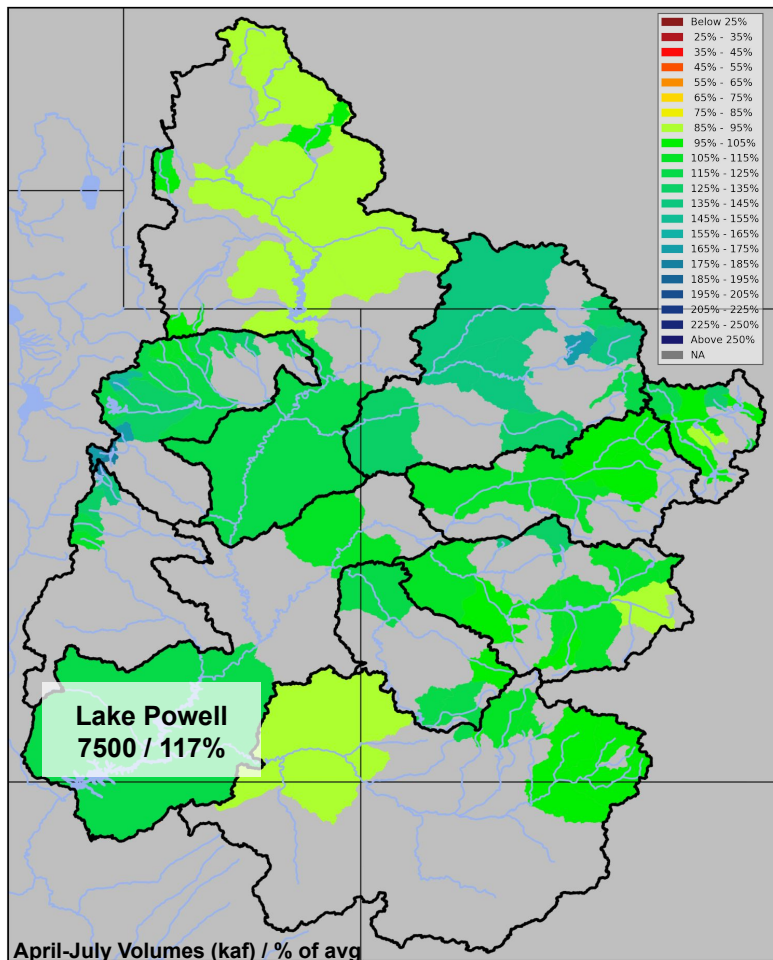 Below 25%
25% - 35%
35% - 45%
45% - 55%
55% - 65%
65% - 75%
75% - 85%
85% - 95%
95% - 105%
105% - 115%
115% - 125%
125% - 135%
135% - 145%
145% - 155%
155% - 165%
165% - 175%
175% - 185%
185% - 195%
195% - 205%
205% - 225%
225% - 250%
Above 250%
NA
Lake Powell
7500 / 117%
April-July Volumes (kaf) / % of avg